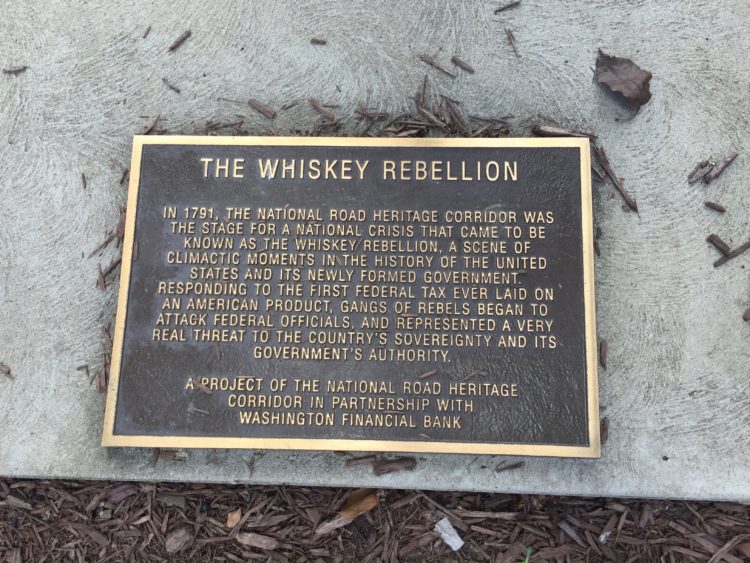 THE WHISKEY REBELLION
IN 1791, THE NATIONAL ROAD HERITAGE CORRIDOR WAS
THE STAGE FOR A NATIONAL CRISIS THAT CAME TO BE
KNOWN AS THE WHISKEY REBELLION, A SCENE OF
CLIMACTIC MOMENTS IN THE HISTORY OF THE UNITED
STATES AND ITS NEWLY FORMED GOVERNMENT.
RESPONDING TO THE FIRST FEDERAL TAX EVER LAID ON
AN AMERICAN PRODUCT, GANGS OF REBELS BEGAN TO
ATTACK FEDERAL OFFICIALS, AND REPRESENTED A VERY
REAL THREAT TO THE COUNTRY'S SOVEREIGNTY AND ITS
GOVERNMENT'S AUTHORITY.
A PROJECT OF THE NATIONAL ROAD HERITAGE
CORRIDOR IN PARTNERSHIP WITH
WASHINGTON FINANCIAL BANK